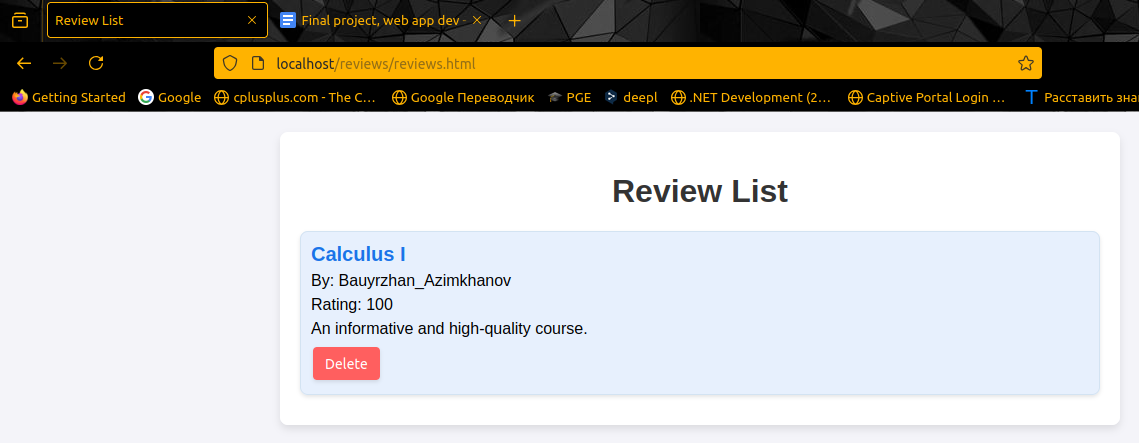 Review List
Final project, web app dev -
localhost/reviews/reviews.html
Getting Started
Google
cplusplus.com - The C…
Google Переводчик
PGE
deepl
.NET Development (2…
Captive Portal Login …
Расставить зна
Review List
Calculus I
By: Bauyrzhan_Azimkhanov
Rating: 100
An informative and high-quality course.
Delete